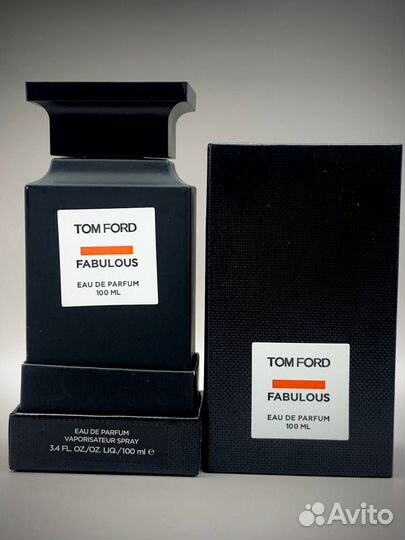 TOM FORD
FABULOUS
EAU DE PARFUM
100 ML
EAU DE PARFUM
VAPORISATEUR SPRAY
3.4 FL. OZ./OZ. LIQ./100 ml ℮
TOM FORD
FABULOUS
EAU DE PARFUM
100 ML
Avito